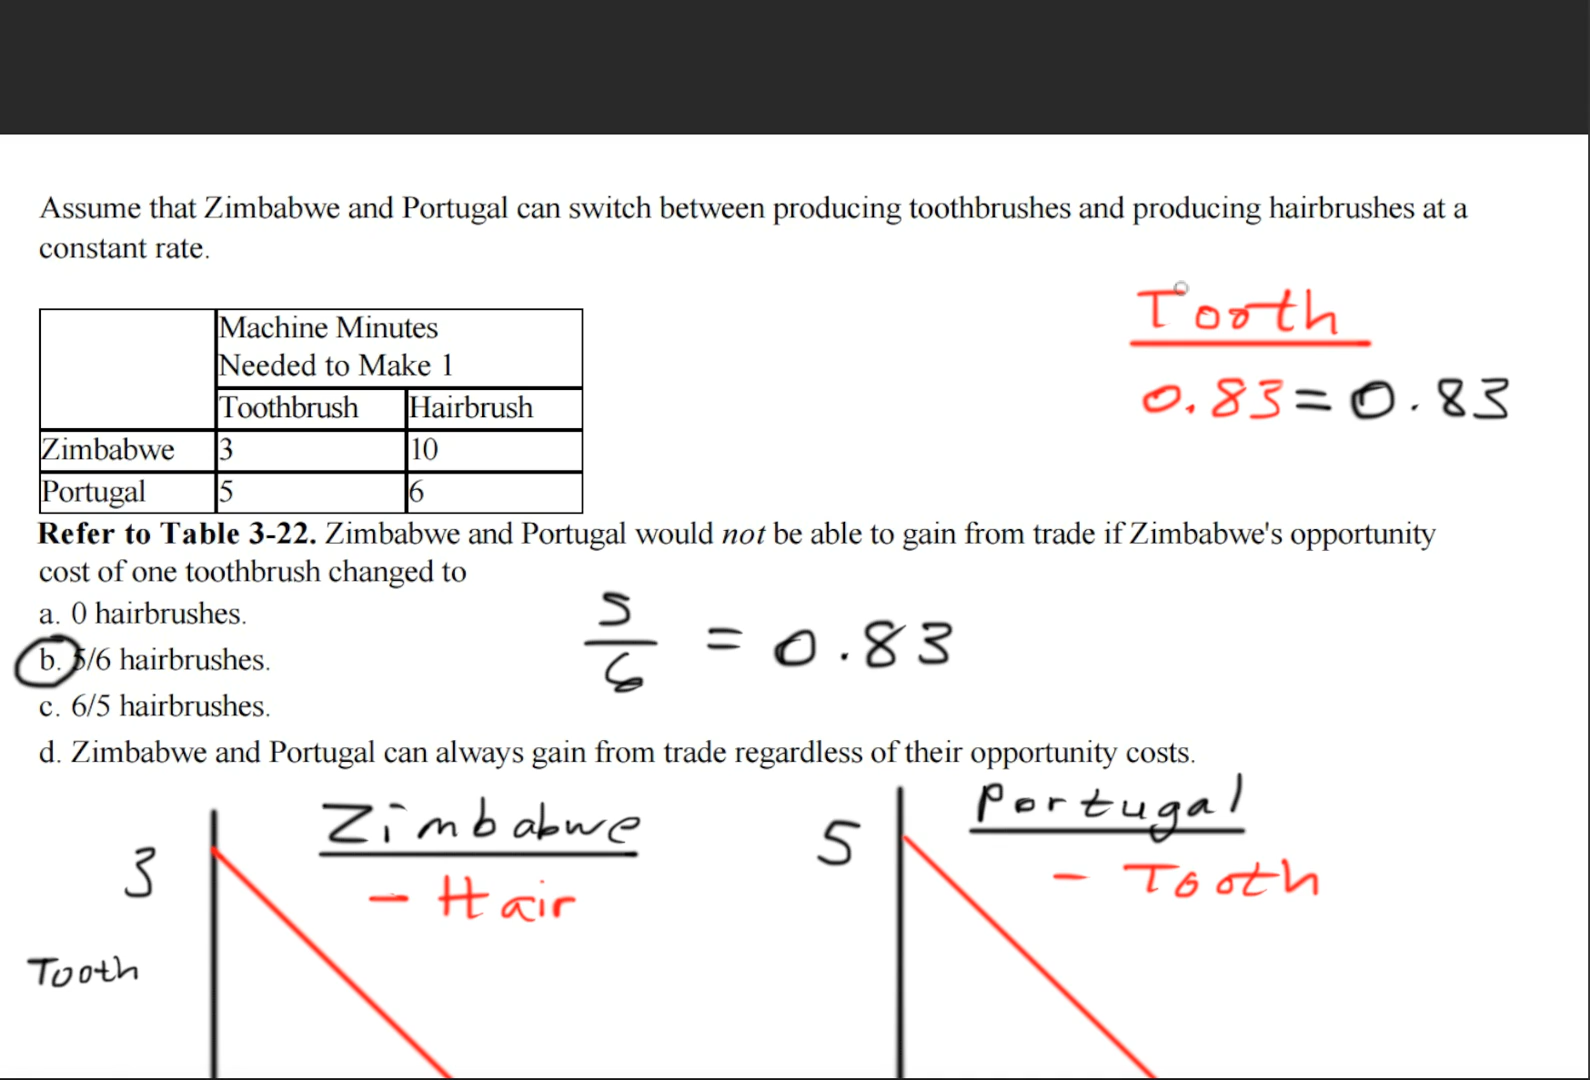 Assume that Zimbabwe and Portugal can switch between producing toothbrushes and producing hairbrushes at a
constant rate.
Tooth
0.83=0.83
Machine Minutes
Needed to Make 1
Toothbrush Hairbrush
Zimbabwe 3 10
Portugal 5 6
Refer to Table 3-22. Zimbabwe and Portugal would not be able to gain from trade if Zimbabwe's opportunity
cost of one toothbrush changed to
a. 0 hairbrushes.
b. 5/6 hairbrushes.
5/6 = 0.83
c. 6/5 hairbrushes.
d. Zimbabwe and Portugal can always gain from trade regardless of their opportunity costs.
Zimbabwe
- Hair
3
Tooth
Portugal
- Tooth
5